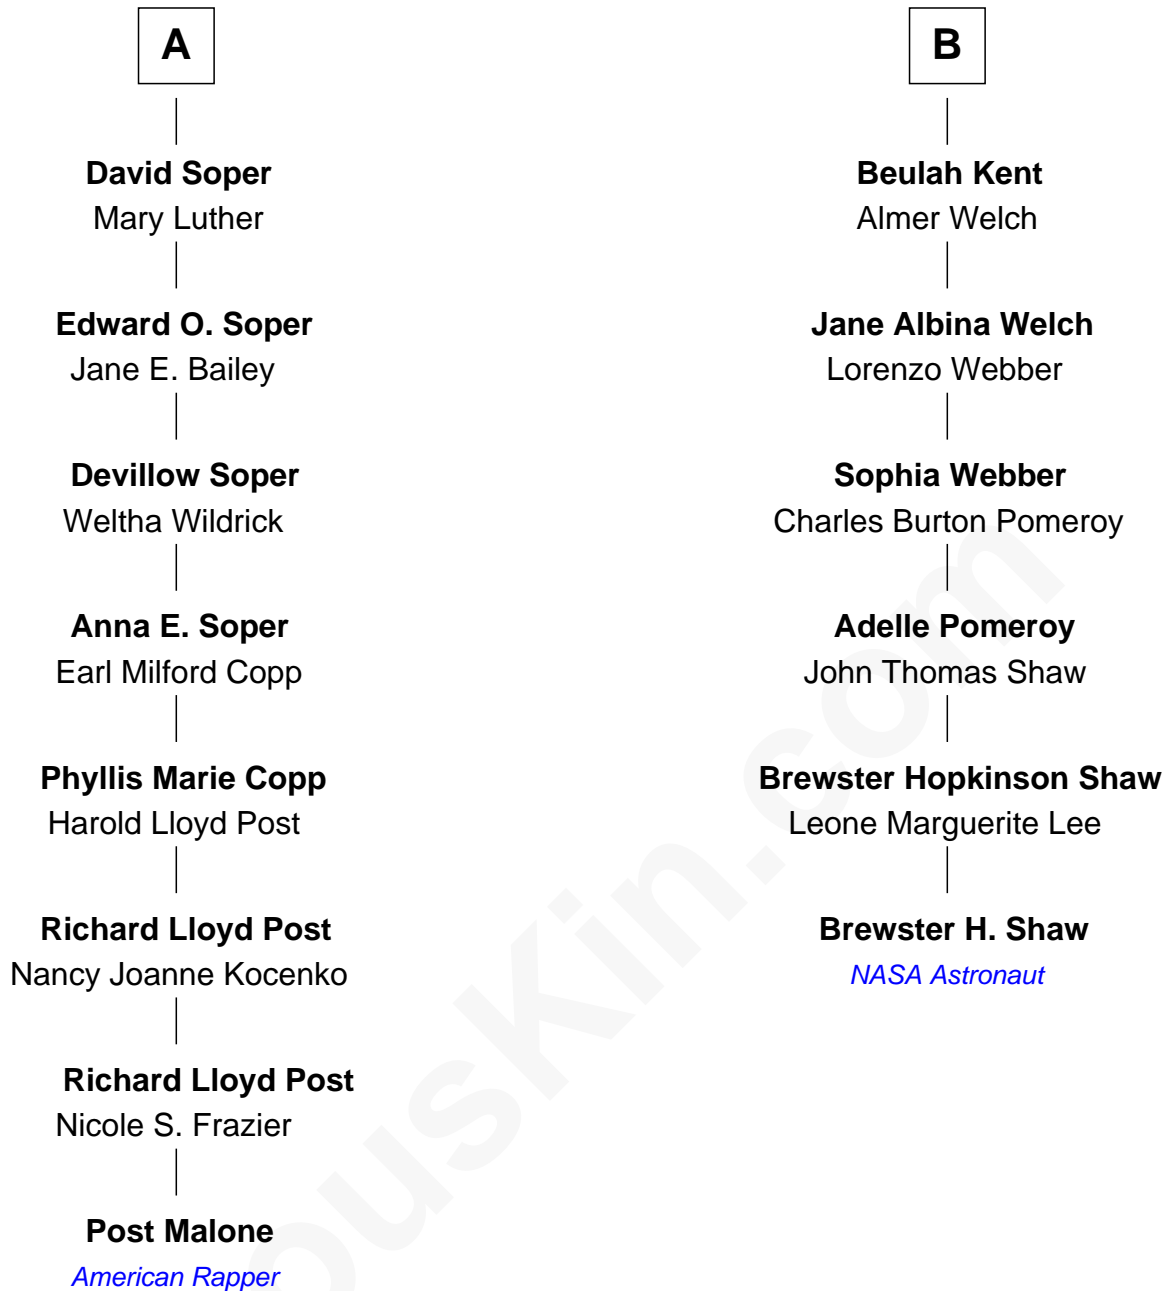 A
David Soper
Mary Luther
Edward O. Soper
Jane E. Bailey
Devillow Soper
Weltha Wildrick
Anna E. Soper
Earl Milford Copp
Phyllis Marie Copp
Harold Lloyd Post
Richard Lloyd Post
Nancy Joanne Kocenko
Richard Lloyd Post
Nicole S. Frazier
Post Malone
American Rapper
B
Beulah Kent
Almer Welch
Jane Albina Welch
Lorenzo Webber
Sophia Webber
Charles Burton Pomeroy
Adelle Pomeroy
John Thomas Shaw
Brewster Hopkinson Shaw
Leone Marguerite Lee
Brewster H. Shaw
NASA Astronaut
ousKin.com